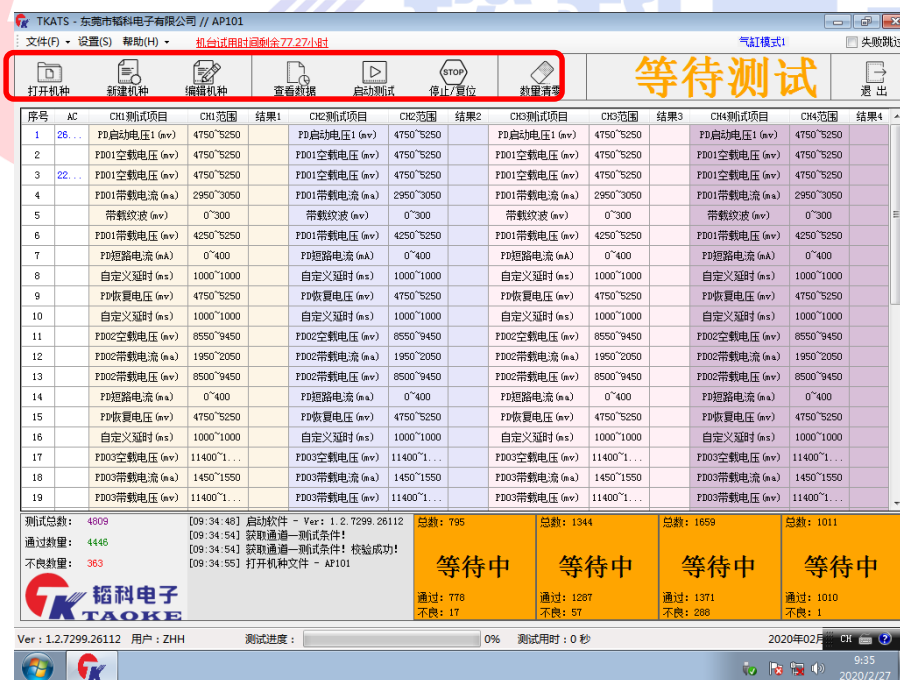 TKATS - 东莞市韬科电子有限公司 // AP101
文件(F) 设置(S) 帮助(H) 机台试用时间剩余77.27小时 气缸模式1 失败跳过
打开机种 新建机种 编辑机种 查看数据 启动测试 STOP 停止/复位 数量清零 等待测试 退 出
序号 AC CH1测试项目 CH1范围 结果1 CH2测试项目 CH2范围 结果2 CH3测试项目 CH3范围 结果3 CH4测试项目 CH4范围 结果4
1 26... PD启动电压1(mv) 4750~5250 PD启动电压1(mv) 4750~5250 PD启动电压1(mv) 4750~5250 PD启动电压1(mv) 4750~5250
2 PD01空载电压(mv) 4750~5250 PD01空载电压(mv) 4750~5250 PD01空载电压(mv) 4750~5250 PD01空载电压(mv) 4750~5250
3 22... PD01空载电压(mv) 4750~5250 PD01空载电压(mv) 4750~5250 PD01空载电压(mv) 4750~5250 PD01空载电压(mv) 4750~5250
4 PD01带载电流(ma) 2950~3050 PD01带载电流(ma) 2950~3050 PD01带载电流(ma) 2950~3050 PD01带载电流(ma) 2950~3050
5 带载纹波(mv) 0~300 带载纹波(mv) 0~300 带载纹波(mv) 0~300 带载纹波(mv) 0~300
6 PD01带载电压(mv) 4250~5250 PD01带载电压(mv) 4250~5250 PD01带载电压(mv) 4250~5250 PD01带载电压(mv) 4250~5250
7 PD短路电流(mA) 0~400 PD短路电流(mA) 0~400 PD短路电流(mA) 0~400 PD短路电流(mA) 0~400
8 自定义延时(ms) 1000~1000 自定义延时(ms) 1000~1000 自定义延时(ms) 1000~1000 自定义延时(ms) 1000~1000
9 PD恢复电压(mv) 4750~5250 PD恢复电压(mv) 4750~5250 PD恢复电压(mv) 4750~5250 PD恢复电压(mv) 4750~5250
10 自定义延时(ms) 1000~1000 自定义延时(ms) 1000~1000 自定义延时(ms) 1000~1000 自定义延时(ms) 1000~1000
11 PD02空载电压(mv) 8550~9450 PD02空载电压(mv) 8550~9450 PD02空载电压(mv) 8550~9450 PD02空载电压(mv) 8550~9450
12 PD02带载电流(ma) 1950~2050 PD02带载电流(ma) 1950~2050 PD02带载电流(ma) 1950~2050 PD02带载电流(ma) 1950~2050
13 PD02带载电压(mv) 8500~9450 PD02带载电压(mv) 8500~9450 PD02带载电压(mv) 8500~9450 PD02带载电压(mv) 8500~9450
14 PD短路电流(ma) 0~400 PD短路电流(ma) 0~400 PD短路电流(ma) 0~400 PD短路电流(ma) 0~400
15 PD恢复电压(mv) 4750~5250 PD恢复电压(mv) 4750~5250 PD恢复电压(mv) 4750~5250 PD恢复电压(mv) 4750~5250
16 自定义延时(ms) 1000~1000 自定义延时(ms) 1000~1000 自定义延时(ms) 1000~1000 自定义延时(ms) 1000~1000
17 PD03空载电压(mv) 11400~1... PD03空载电压(mv) 11400~1... PD03空载电压(mv) 11400~1... PD03空载电压(mv) 11400~1...
18 PD03带载电流(ma) 1450~1550 PD03带载电流(ma) 1450~1550 PD03带载电流(ma) 1450~1550 PD03带载电流(ma) 1450~1550
19 PD03带载电压(mv) 11400~1... PD03带载电压(mv) 11400~1... PD03带载电压(mv) 11400~1... PD03带载电压(mv) 11400~1...
测试总数: 4809
通过数量: 4446
不良数量: 363
韬科电子
TAOKE
[09:34:48] 启动软件 - Ver: 1.2.7299.26112
[09:34:54] 获取通道一测试条件!
[09:34:54] 获取通道一测试条件! 校验成功!
[09:34:55] 打开机种文件 - AP101
总数: 795 总数: 1344 总数: 1659 总数: 1011
等待中 等待中 等待中 等待中
通过: 778 通过: 1287 通过: 1371 通过: 1010
不良: 17 不良: 57 不良: 288 不良: 1
Ver : 1.2.7299.26112 用户 : ZHH 测试进度 : 0% 测试用时 : 0 秒 2020年02月 CH
9:35
2020/2/27